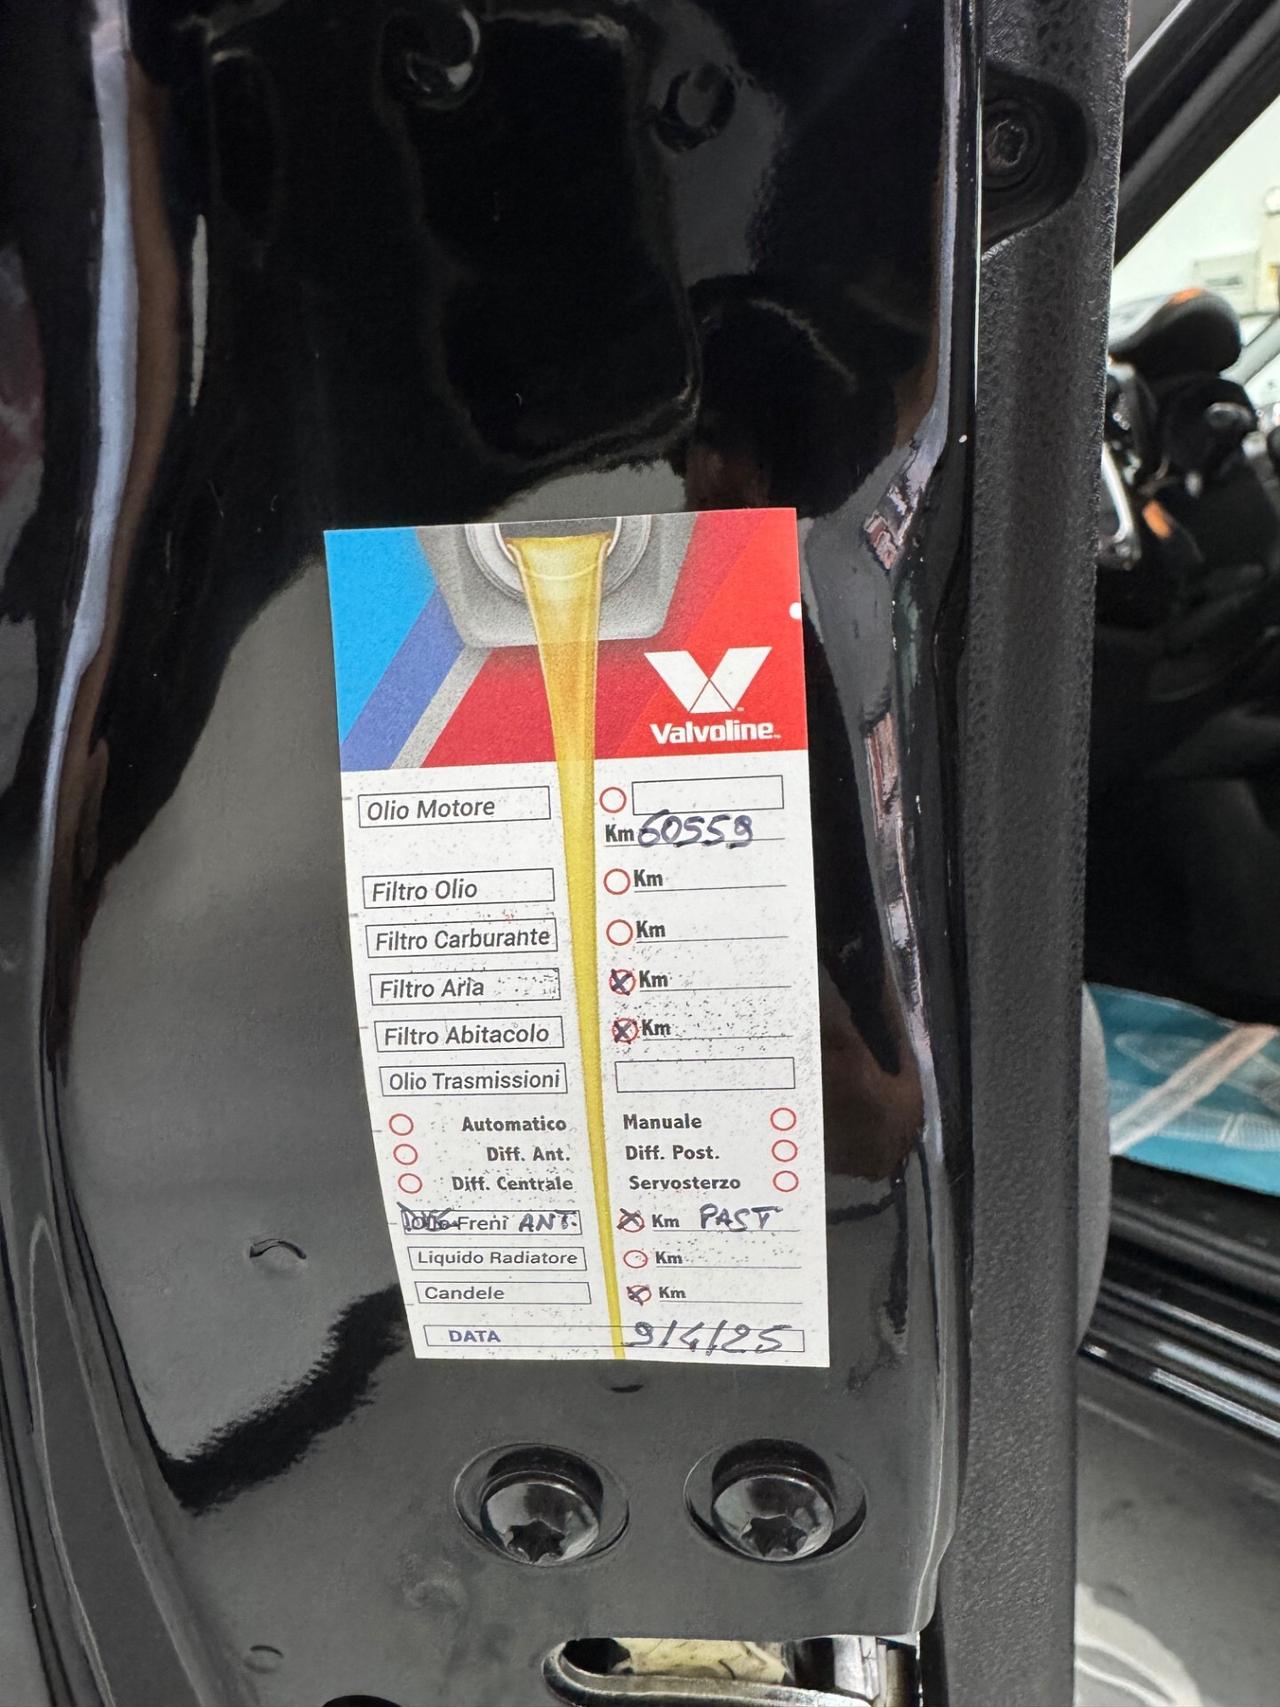 Valvoline™
Olio Motore
Km 60559
Filtro Olio Km
Filtro Carburante Km
Filtro Aria Km
Filtro Abitacolo Km
Olio Trasmissioni
Automatico Manuale
Diff. Ant. Diff. Post.
Diff. Centrale Servosterzo
Freni ANT. Km PAST
Liquido Radiatore Km
Candele Km
DATA 9/4/25